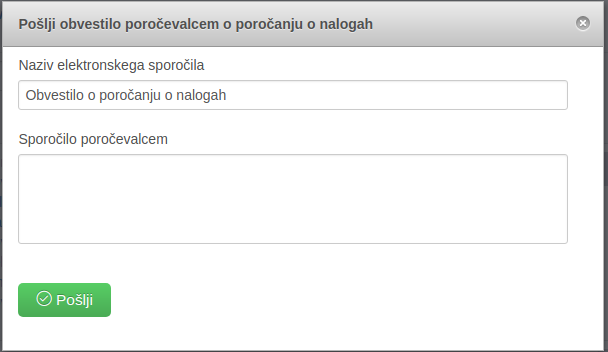 Pošlji obvestilo poročevalcem o poročanju o nalogah
Naziv elektronskega sporočila
Obvestilo o poročanju o nalogah
Sporočilo poročevalcem
Pošlji